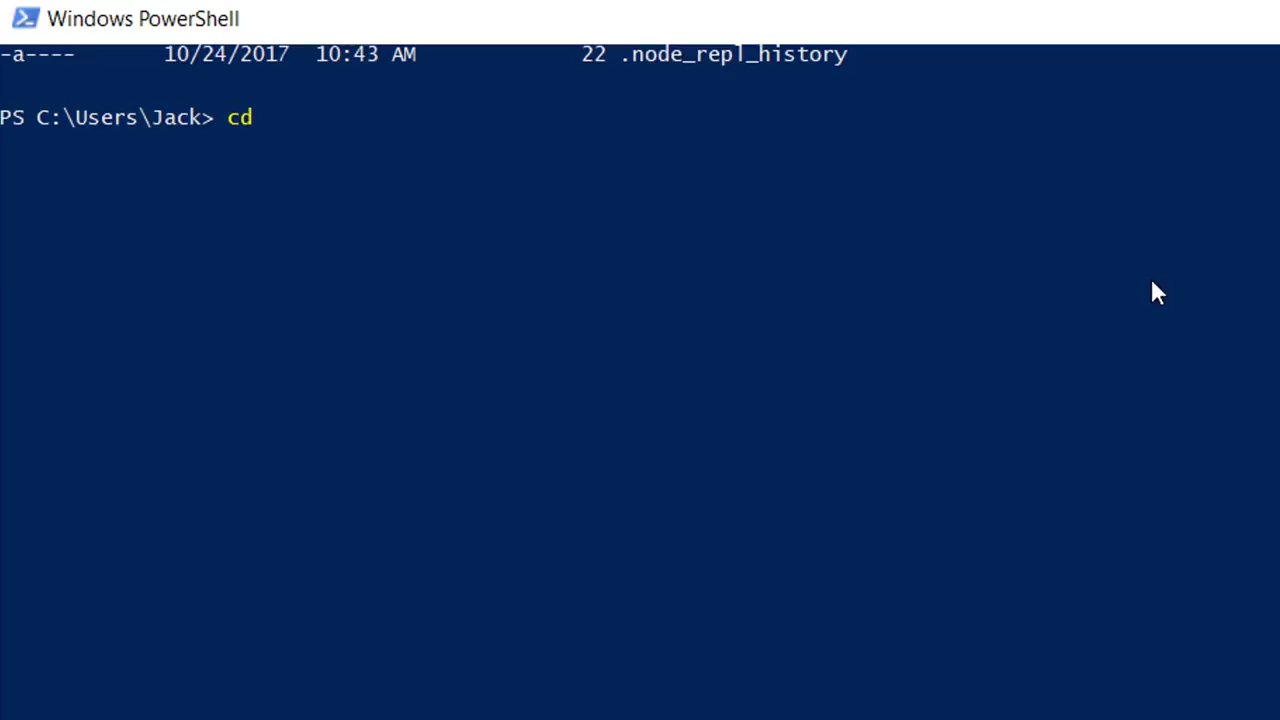 Windows PowerShell
-a---- 10/24/2017 10:43 AM 22 .node_repl_history
PS C:\Users\Jack> cd